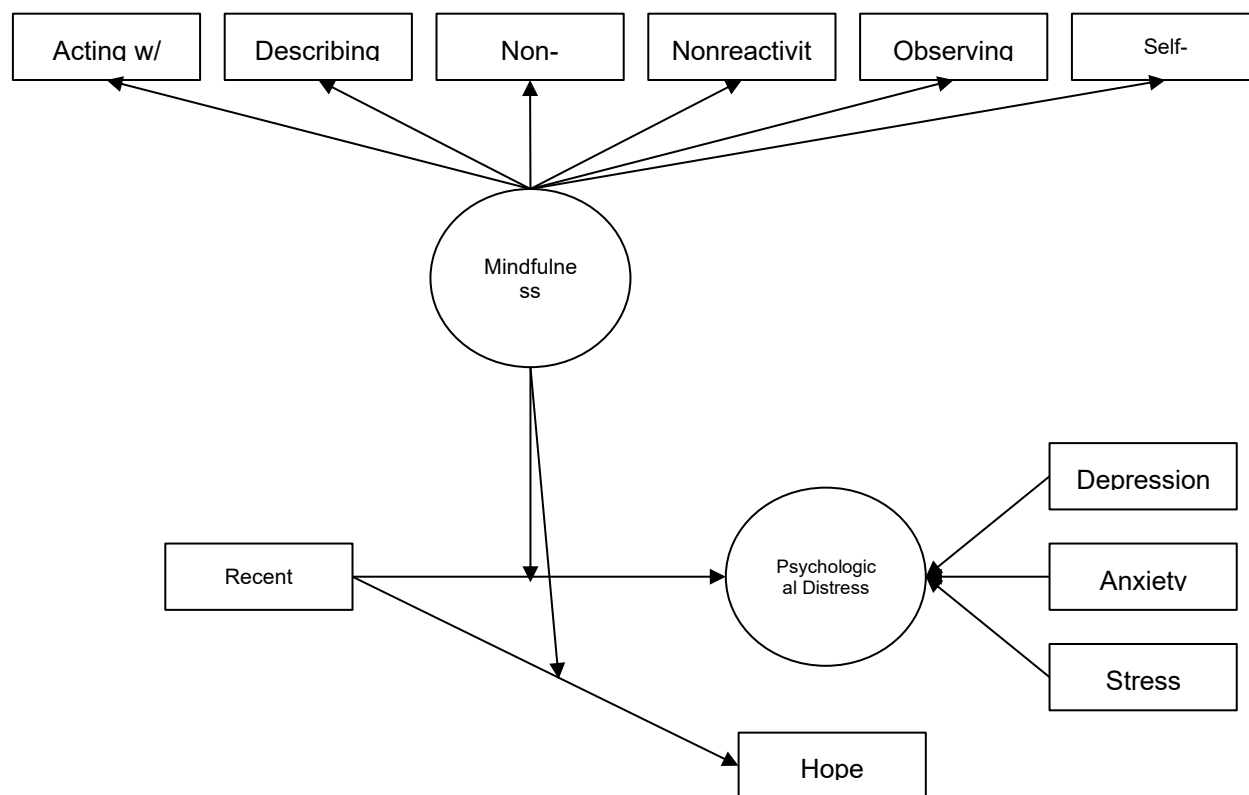 Acting w/
Describing
Non-
Nonreactivit
Observing
Self-
Mindfulne
ss
Depression
Recent
Psychologic
al Distress
Anxiety
Stress
Hope